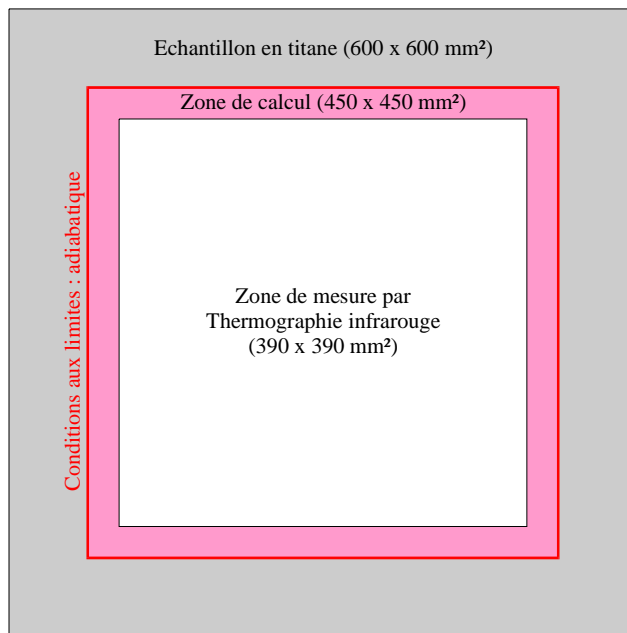 Echantillon en titane (600 x 600 mm²)
Zone de calcul (450 x 450 mm²)
Conditions aux limites : adiabatique
Zone de mesure par
Thermographie infrarouge
(390 x 390 mm²)